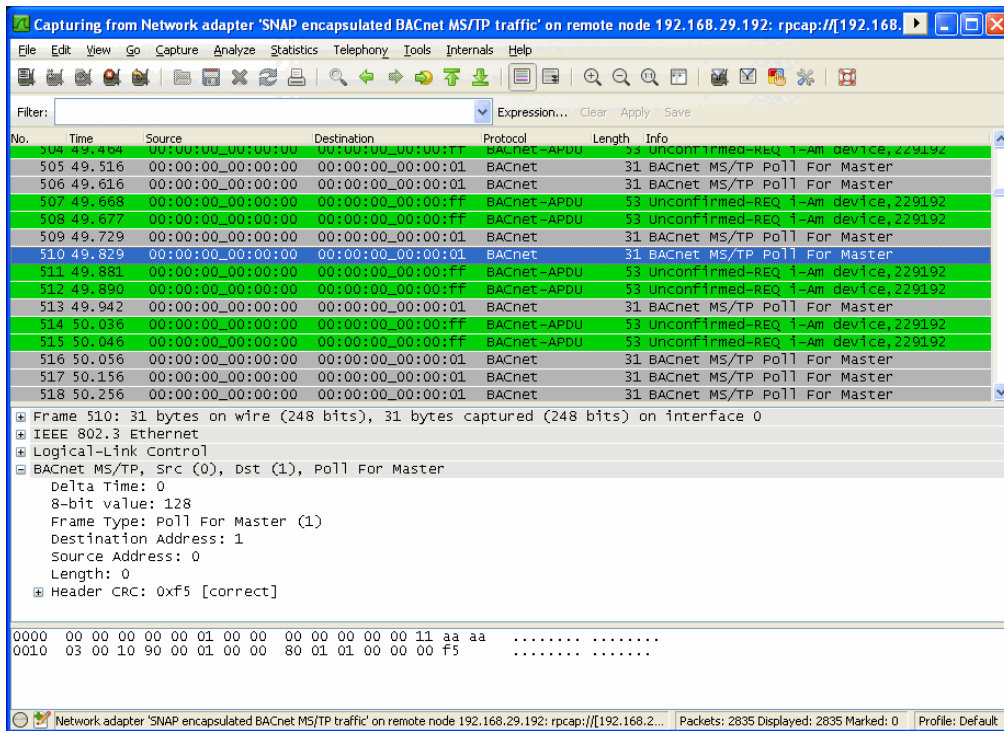 Capturing from Network adapter 'SNAP encapsulated BACnet MS/TP traffic' on remote node 192.168.29.192: rpcap://[192.168.
File Edit View Go Capture Analyze Statistics Telephony Tools Internals Help
Filter: Expression... Clear Apply Save
No. Time Source Destination Protocol Length Info
504 49.464 00:00:00_00:00:00 00:00:00_00:00:ff BACnet-APDU 53 Unconfirmed-REQ i-Am device,229192
505 49.516 00:00:00_00:00:00 00:00:00_00:00:01 BACnet 31 BACnet MS/TP Poll For Master
506 49.616 00:00:00_00:00:00 00:00:00_00:00:01 BACnet 31 BACnet MS/TP Poll For Master
507 49.668 00:00:00_00:00:00 00:00:00_00:00:ff BACnet-APDU 53 Unconfirmed-REQ i-Am device,229192
508 49.677 00:00:00_00:00:00 00:00:00_00:00:ff BACnet-APDU 53 Unconfirmed-REQ i-Am device,229192
509 49.729 00:00:00_00:00:00 00:00:00_00:00:01 BACnet 31 BACnet MS/TP Poll For Master
510 49.829 00:00:00_00:00:00 00:00:00_00:00:01 BACnet 31 BACnet MS/TP Poll For Master
511 49.881 00:00:00_00:00:00 00:00:00_00:00:ff BACnet-APDU 53 Unconfirmed-REQ i-Am device,229192
512 49.890 00:00:00_00:00:00 00:00:00_00:00:ff BACnet-APDU 53 Unconfirmed-REQ i-Am device,229192
513 49.942 00:00:00_00:00:00 00:00:00_00:00:01 BACnet 31 BACnet MS/TP Poll For Master
514 50.036 00:00:00_00:00:00 00:00:00_00:00:ff BACnet-APDU 53 Unconfirmed-REQ i-Am device,229192
515 50.046 00:00:00_00:00:00 00:00:00_00:00:ff BACnet-APDU 53 Unconfirmed-REQ i-Am device,229192
516 50.056 00:00:00_00:00:00 00:00:00_00:00:01 BACnet 31 BACnet MS/TP Poll For Master
517 50.156 00:00:00_00:00:00 00:00:00_00:00:01 BACnet 31 BACnet MS/TP Poll For Master
518 50.256 00:00:00_00:00:00 00:00:00_00:00:01 BACnet 31 BACnet MS/TP Poll For Master
Frame 510: 31 bytes on wire (248 bits), 31 bytes captured (248 bits) on interface 0
IEEE 802.3 Ethernet
Logical-Link Control
BACnet MS/TP, Src (0), Dst (1), Poll For Master
Delta Time: 0
8-bit value: 128
Frame Type: Poll For Master (1)
Destination Address: 1
Source Address: 0
Length: 0
Header CRC: 0xf5 [correct]
0000 00 00 00 00 00 01 00 00 00 00 00 00 00 11 aa aa ........ ........
0010 03 00 10 90 00 01 00 00 80 01 01 00 00 00 f5 ........ .......
Network adapter 'SNAP encapsulated BACnet MS/TP traffic' on remote node 192.168.29.192: rpcap://[192.168.2... Packets: 2835 Displayed: 2835 Marked: 0 Profile: Default